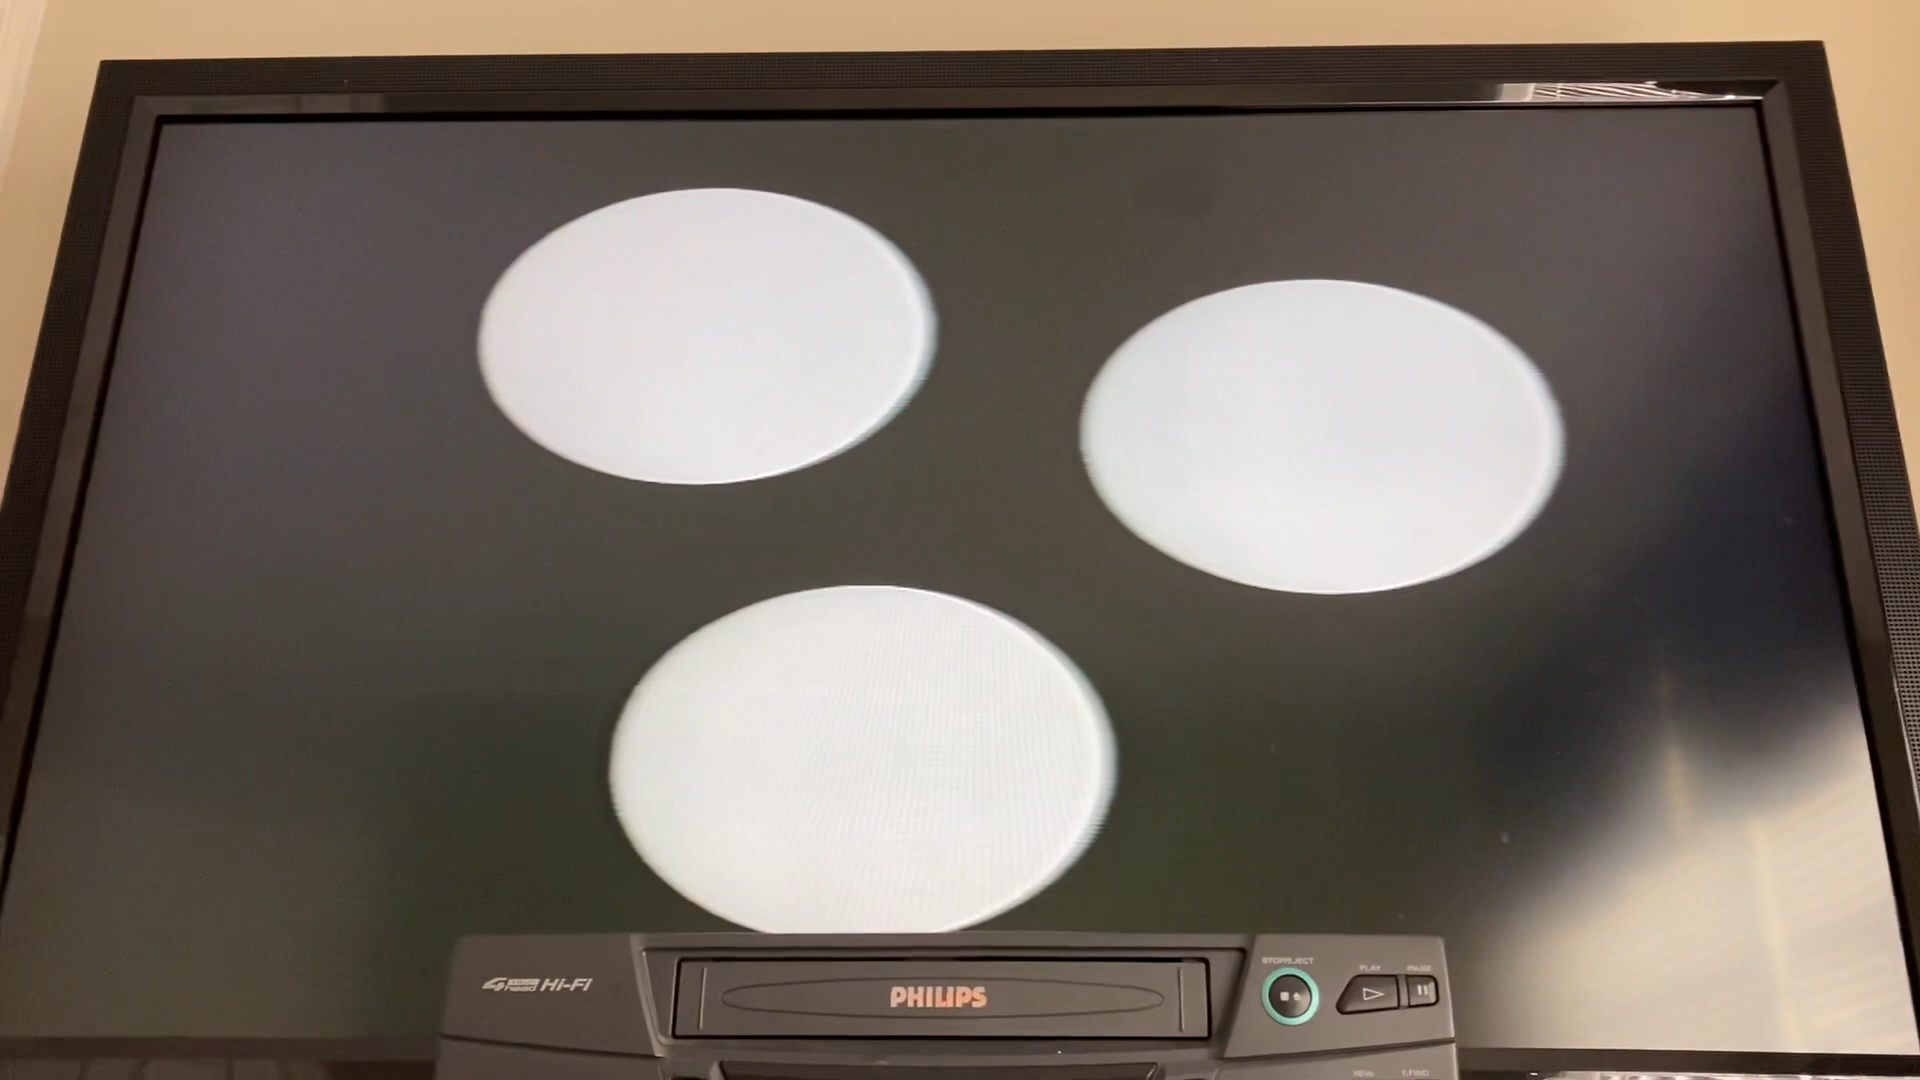 4 head Hi-Fi
PHILIPS
STOP/EJECT
PLAY
PAUSE
REW
F.FWD